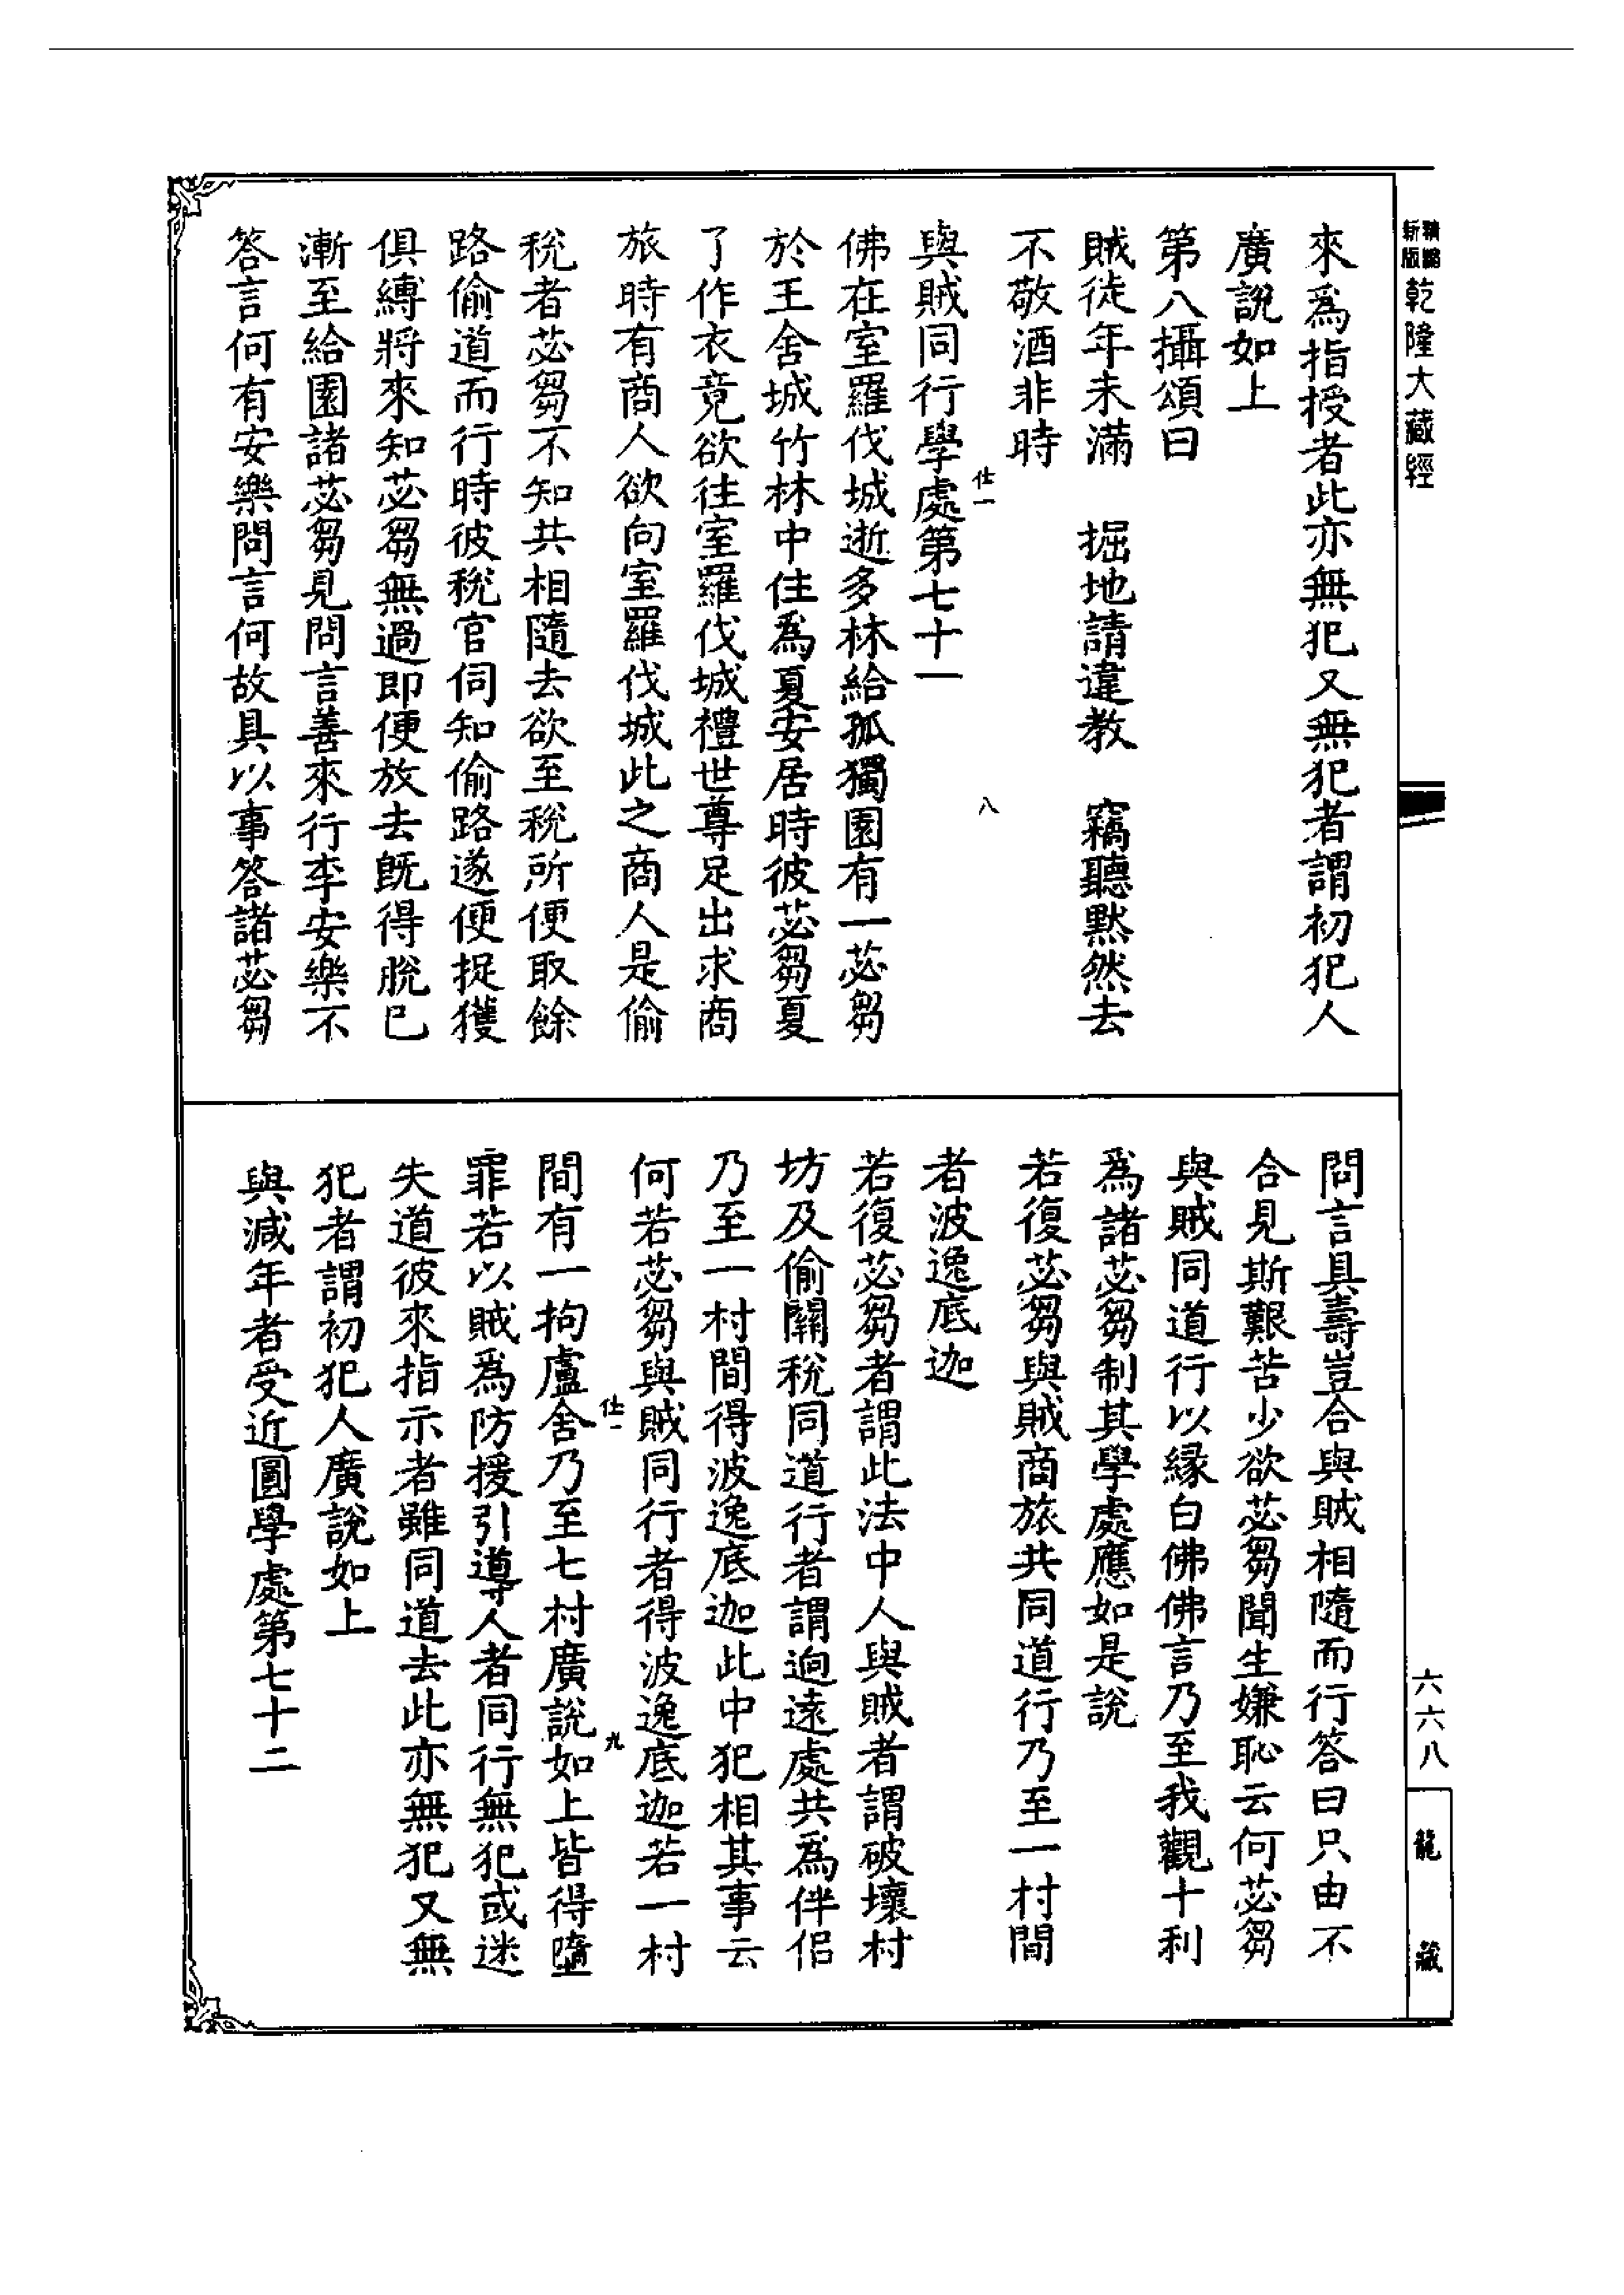 新版
乾隆大藏經
來爲指授者此亦無犯又無犯者謂初犯人
廣說如上
第八攝頌曰
賊徒年未滿　掘地請違教　竊聽默然去
不敬酒非時
仕一
八
與賊同行學處第七十一
佛在室羅伐城逝多林給孤獨園有一苾芻
於王舍城竹林中住爲夏安居時彼苾芻夏
了作衣竟欲往室羅伐城禮世尊足出求商
旅時有商人欲向室羅伐城此之商人是偷
稅者苾芻不知共相隨去欲至稅所便取餘
路偷道而行時彼稅官伺知偷路遂便捉獲
俱縛將來知苾芻無過即便放去既得脫已
漸至給園諸苾芻見問言善來行李安樂不
答言何有安樂問言何故具以事答諸苾芻
問言具壽豈合與賊相隨而行答曰只由不
合見斯艱苦少欲苾芻聞生嫌恥云何苾芻
與賊同道行以緣白佛佛言乃至我觀十利
爲諸苾芻制其學處應如是說
若復苾芻與賊商旅共同道行乃至一村間
者波逸底迦
若復苾芻者謂此法中人與賊者謂破壞村
坊及偷關稅同道行者謂逈遠處共爲伴侶
乃至一村間得波逸底迦此中犯相其事云
何若苾芻與賊同行者得波逸底迦若一村
仕一
九
間有一拘盧舍乃至七村廣說如上皆得墮
罪若以賊爲防援引導人者同行無犯或迷
失道彼來指示者雖同道去此亦無犯又無
犯者謂初犯人廣說如上
與減年者受近圓學處第七十二
六六八
龍藏